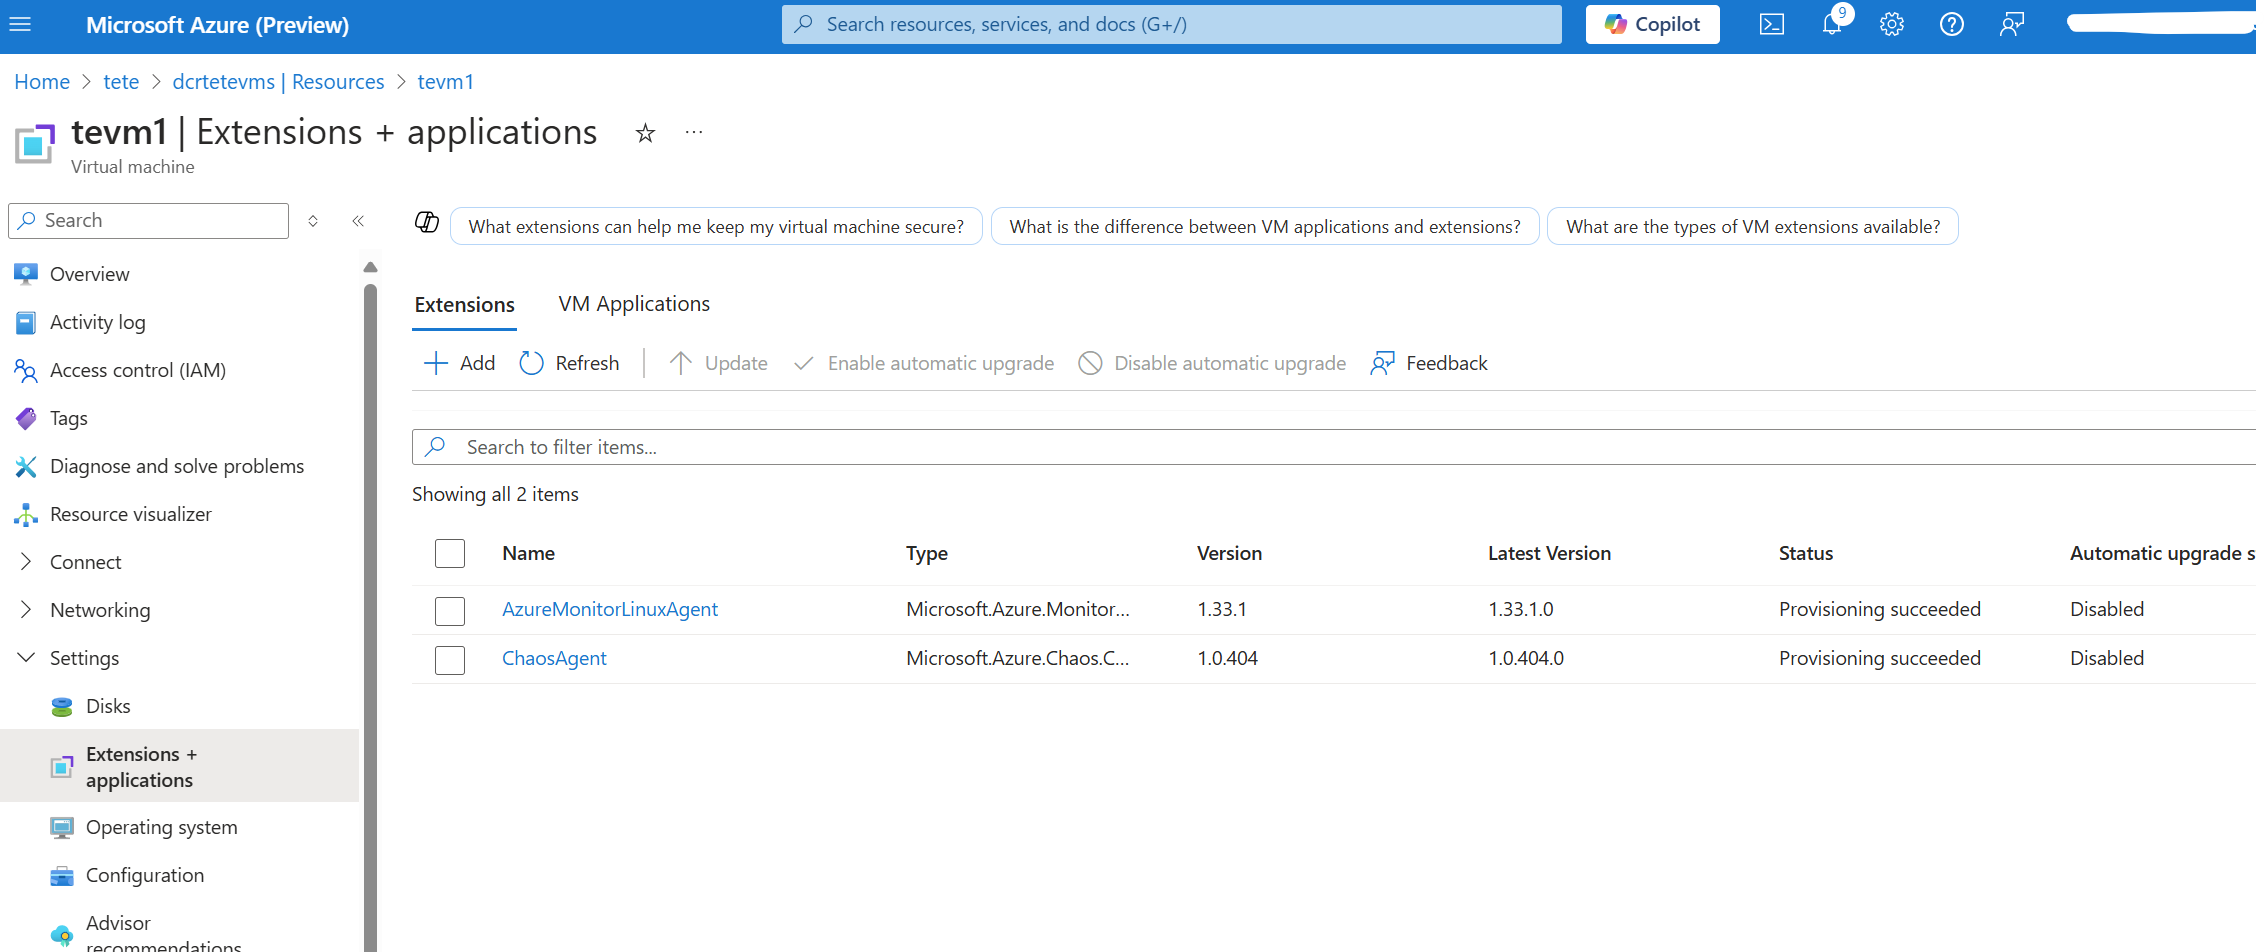 Microsoft Azure (Preview)
Search resources, services, and docs (G+/)
Copilot
9
Home > tete > dcrtetevms | Resources > tevm1
tevm1 | Extensions + applications
Virtual machine
Search
What extensions can help me keep my virtual machine secure?
What is the difference between VM applications and extensions?
What are the types of VM extensions available?
Overview
Activity log
Access control (IAM)
Tags
Diagnose and solve problems
Resource visualizer
Connect
Networking
Settings
Disks
Extensions +
applications
Operating system
Configuration
Advisor
recommendations
Extensions
VM Applications
Add
Refresh
Update
Enable automatic upgrade
Disable automatic upgrade
Feedback
Search to filter items...
Showing all 2 items
Name Type Version Latest Version Status Automatic upgrade s
AzureMonitorLinuxAgent Microsoft.Azure.Monitor... 1.33.1 1.33.1.0 Provisioning succeeded Disabled
ChaosAgent Microsoft.Azure.Chaos.C... 1.0.404 1.0.404.0 Provisioning succeeded Disabled